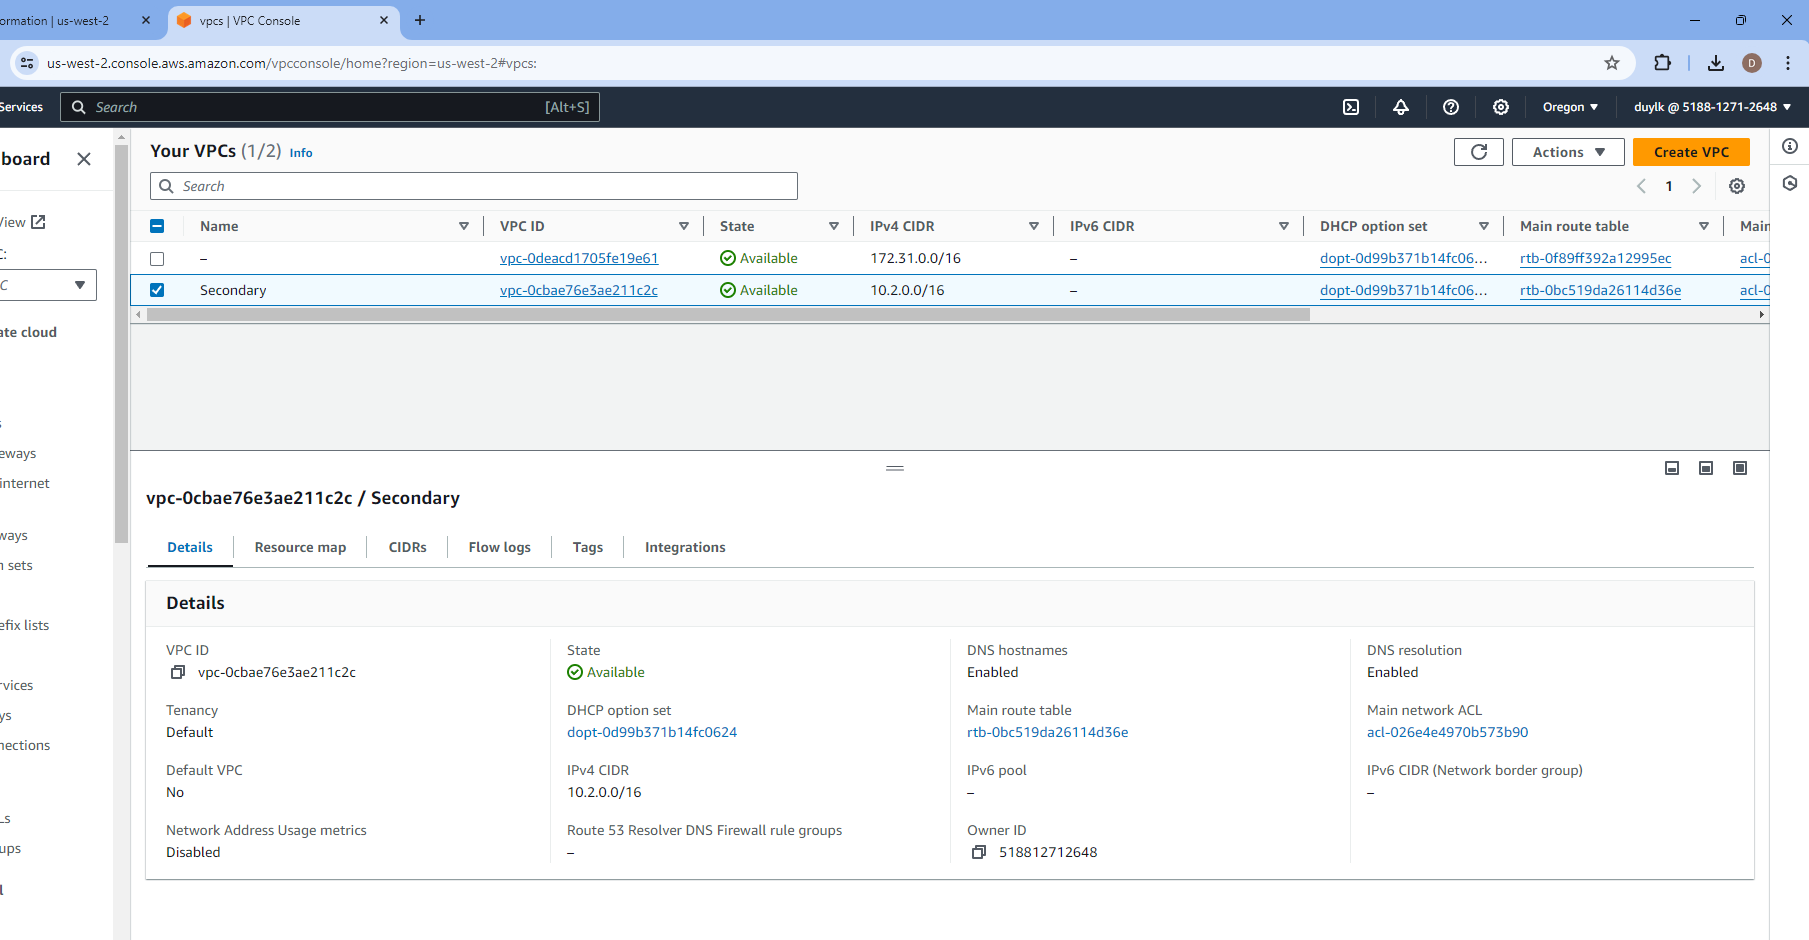 ormation | us-west-2
vpcs | VPC Console
us-west-2.console.aws.amazon.com/vpcconsole/home?region=us-west-2#vpcs:
D
Services
Search
[Alt+S]
Oregon
duylk @ 5188-1271-2648
board
View
C:
C
ate cloud
s
eways
internet
ways
n sets
efix lists
rvices
ys
nections
Ls
ups
l
Your VPCs (1/2) Info
Actions
Create VPC
Search
1
Name VPC ID State IPv4 CIDR IPv6 CIDR DHCP option set Main route table Main
– vpc-0deacd1705fe19e61 Available 172.31.0.0/16 – dopt-0d99b371b14fc06... rtb-0f89ff392a12995ec acl-0
Secondary vpc-0cbae76e3ae211c2c Available 10.2.0.0/16 – dopt-0d99b371b14fc06... rtb-0bc519da26114d36e acl-0
vpc-0cbae76e3ae211c2c / Secondary
Details Resource map CIDRs Flow logs Tags Integrations
Details
VPC ID
vpc-0cbae76e3ae211c2c
State
Available
DNS hostnames
Enabled
DNS resolution
Enabled
Tenancy
Default
DHCP option set
dopt-0d99b371b14fc0624
Main route table
rtb-0bc519da26114d36e
Main network ACL
acl-026e4e4970b573b90
Default VPC
No
IPv4 CIDR
10.2.0.0/16
IPv6 pool
–
IPv6 CIDR (Network border group)
–
Network Address Usage metrics
Disabled
Route 53 Resolver DNS Firewall rule groups
–
Owner ID
518812712648